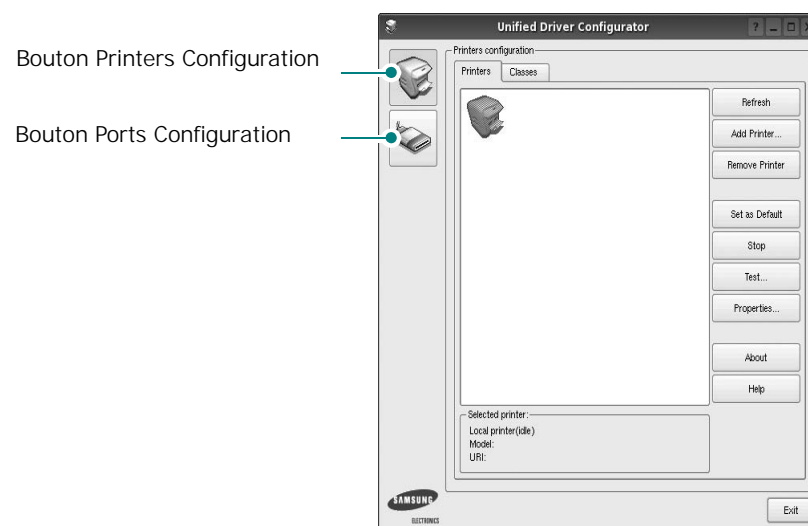 Bouton Printers Configuration
Bouton Ports Configuration
Unified Driver Configurator
Printers configuration
Printers
Classes
Refresh
Add Printer...
Remove Printer
Set as Default
Stop
Test...
Properties...
About
Help
Selected printer:
Local printer(idle)
Model:
URI:
SAMSUNG
ELECTRONICS
Exit